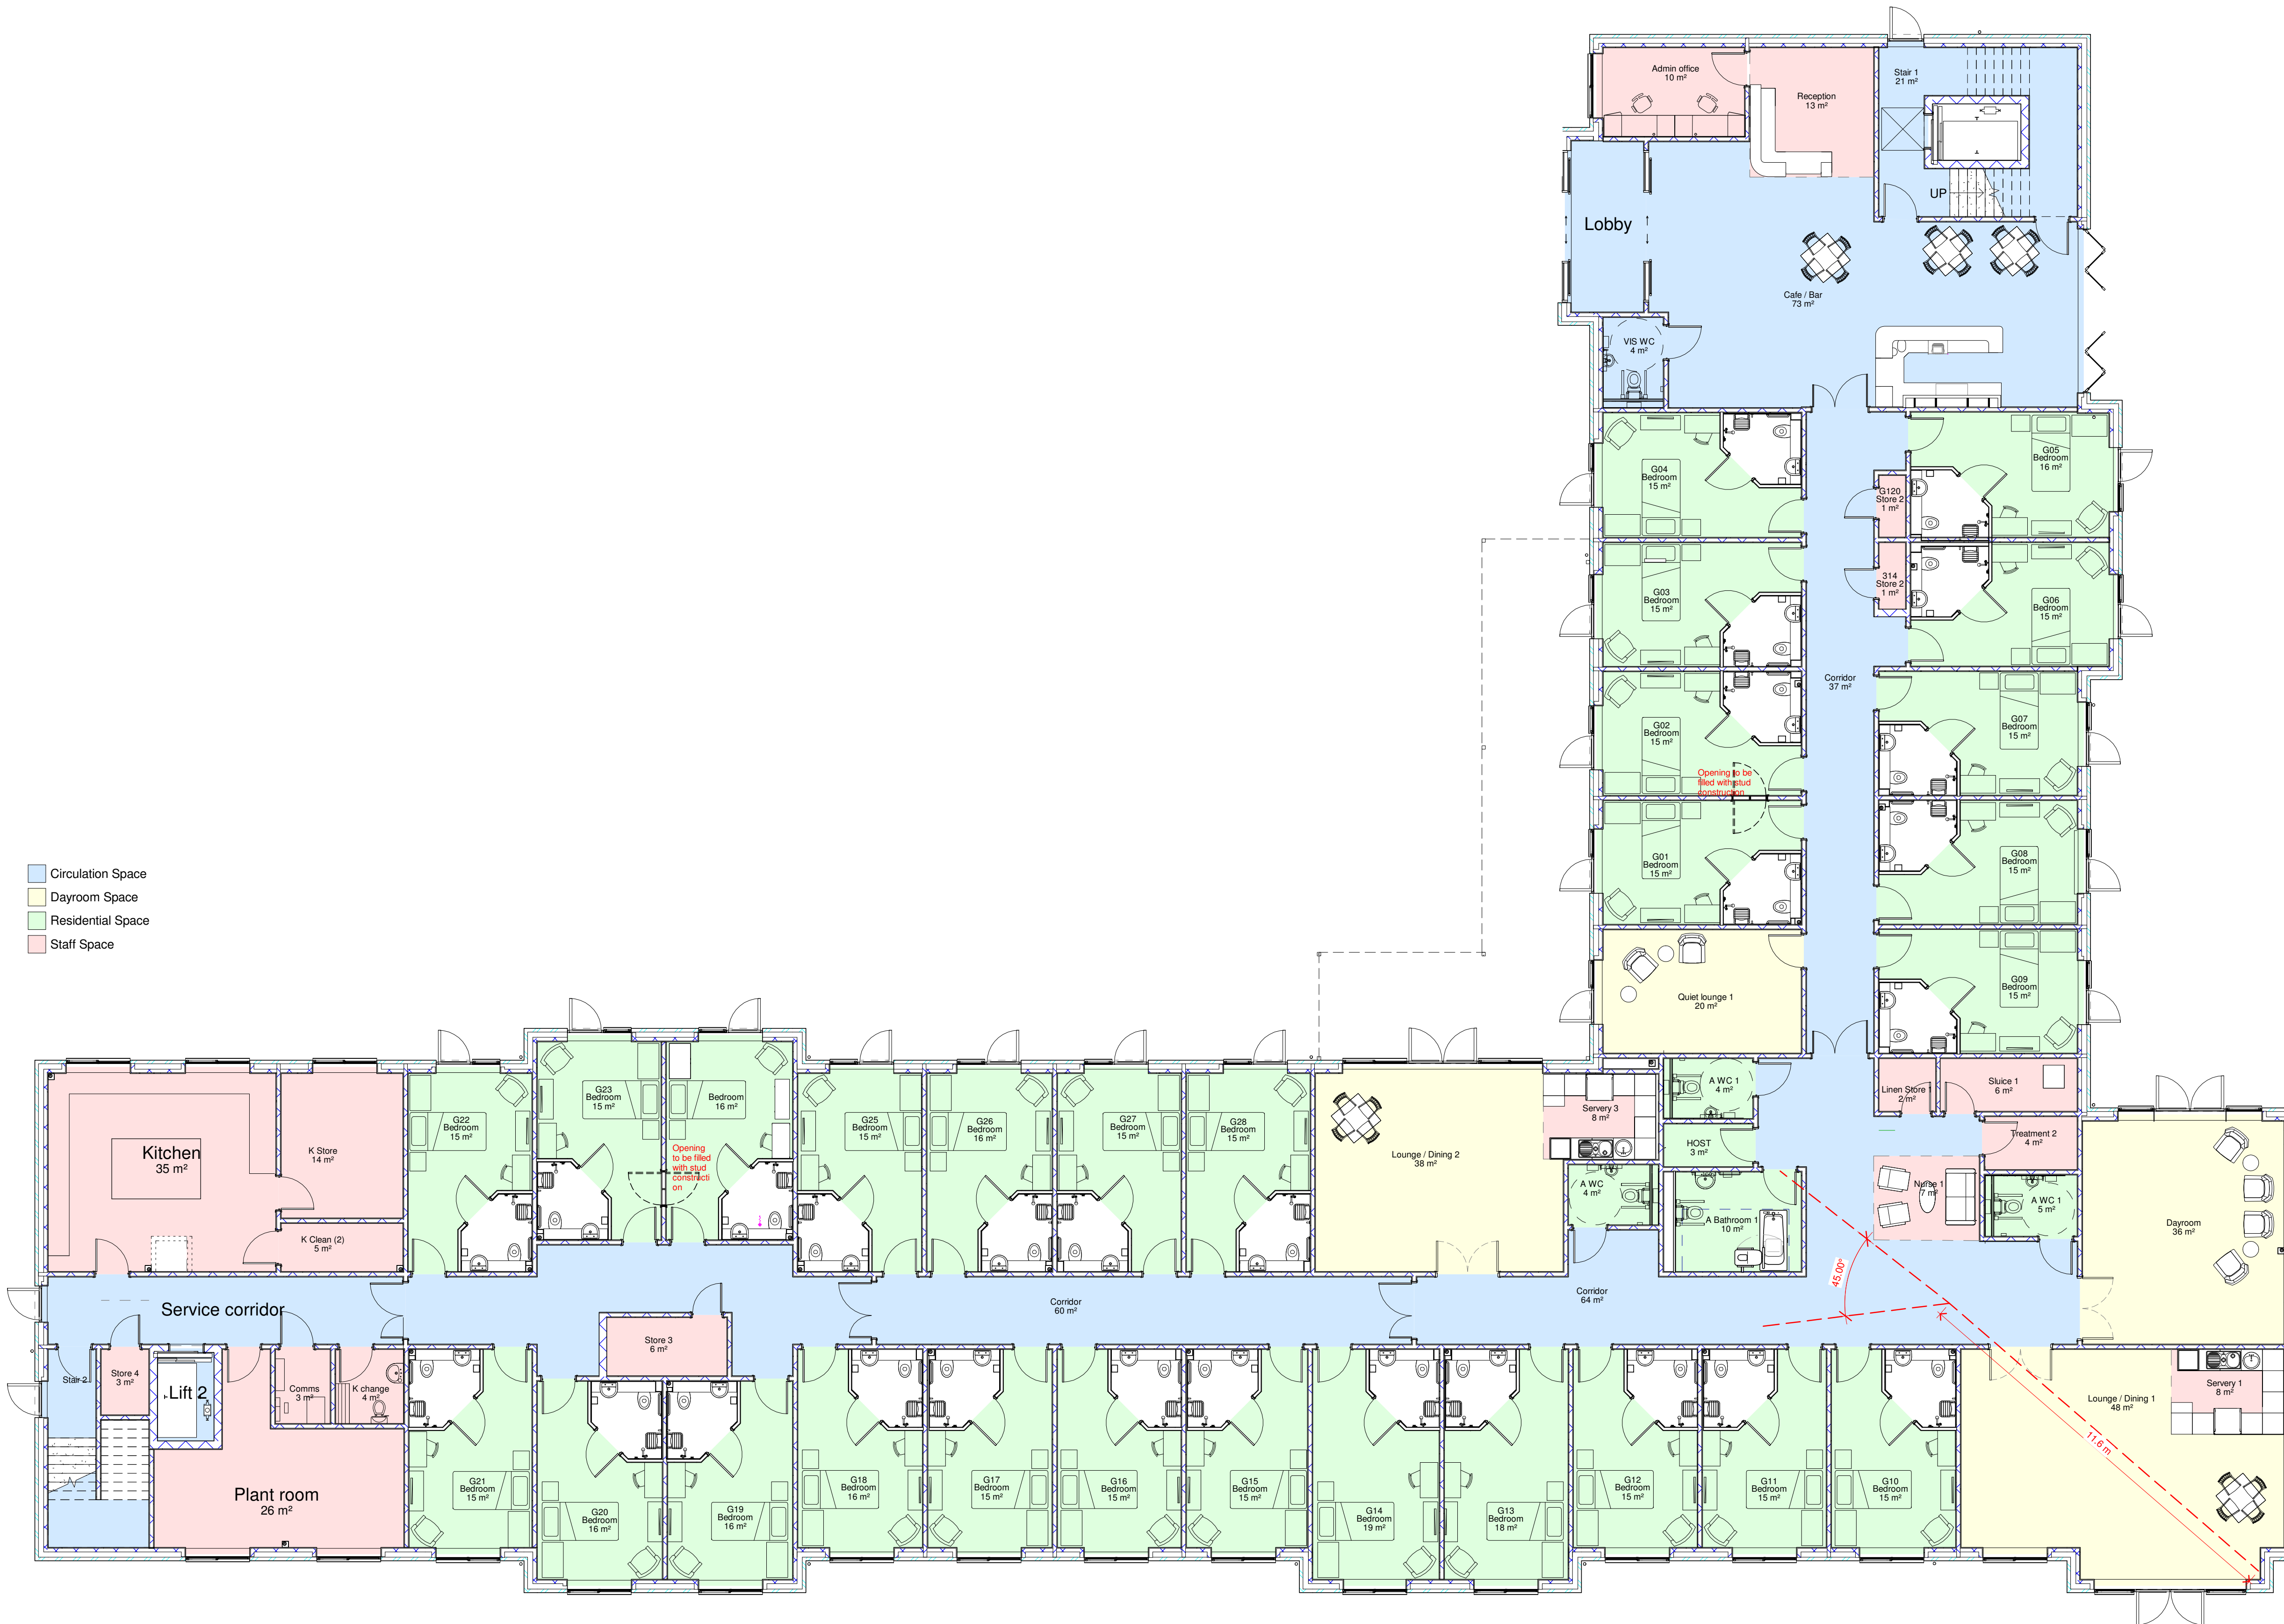 Admin office
10 m²
Reception
13 m²
Stair 1
21 m²
UP
Lobby
Cafe / Bar
73 m²
VIS WC
4 m²
G04
Bedroom
15 m²
G05
Bedroom
16 m²
G120
Store 2
1 m²
G03
Bedroom
15 m²
314
Store 2
1 m²
G06
Bedroom
15 m²
Corridor
37 m²
G02
Bedroom
15 m²
G07
Bedroom
15 m²
Opening to be
filled with stud
construction
G01
Bedroom
15 m²
G08
Bedroom
15 m²
Circulation Space
Dayroom Space
Residential Space
Staff Space
Quiet lounge 1
20 m²
G09
Bedroom
15 m²
Kitchen
35 m²
K Store
14 m²
K Clean (2)
5 m²
G22
Bedroom
15 m²
G23
Bedroom
15 m²
Bedroom
16 m²
Opening
to be filled
with stud
constructi
on
G25
Bedroom
15 m²
G26
Bedroom
16 m²
G27
Bedroom
15 m²
G28
Bedroom
15 m²
Lounge / Dining 2
38 m²
Servery 3
8 m²
A WC 1
4 m²
HOST
3 m²
A WC
4 m²
A Bathroom 1
10 m²
Linen Store 1
2 m²
Sluice 1
6 m²
Treatment 2
4 m²
Nurse 1
7 m²
A WC 1
5 m²
Dayroom
36 m²
45.00°
Service corridor
Corridor
60 m²
Corridor
64 m²
Store 3
6 m²
Stair 2
Store 4
3 m²
Lift 2
Comms
3 m²
K change
4 m²
Plant room
26 m²
G21
Bedroom
15 m²
G20
Bedroom
16 m²
G19
Bedroom
16 m²
G18
Bedroom
16 m²
G17
Bedroom
15 m²
G16
Bedroom
15 m²
G15
Bedroom
15 m²
G14
Bedroom
19 m²
G13
Bedroom
18 m²
G12
Bedroom
15 m²
G11
Bedroom
15 m²
G10
Bedroom
15 m²
Lounge / Dining 1
48 m²
Servery 1
8 m²
11.6 m